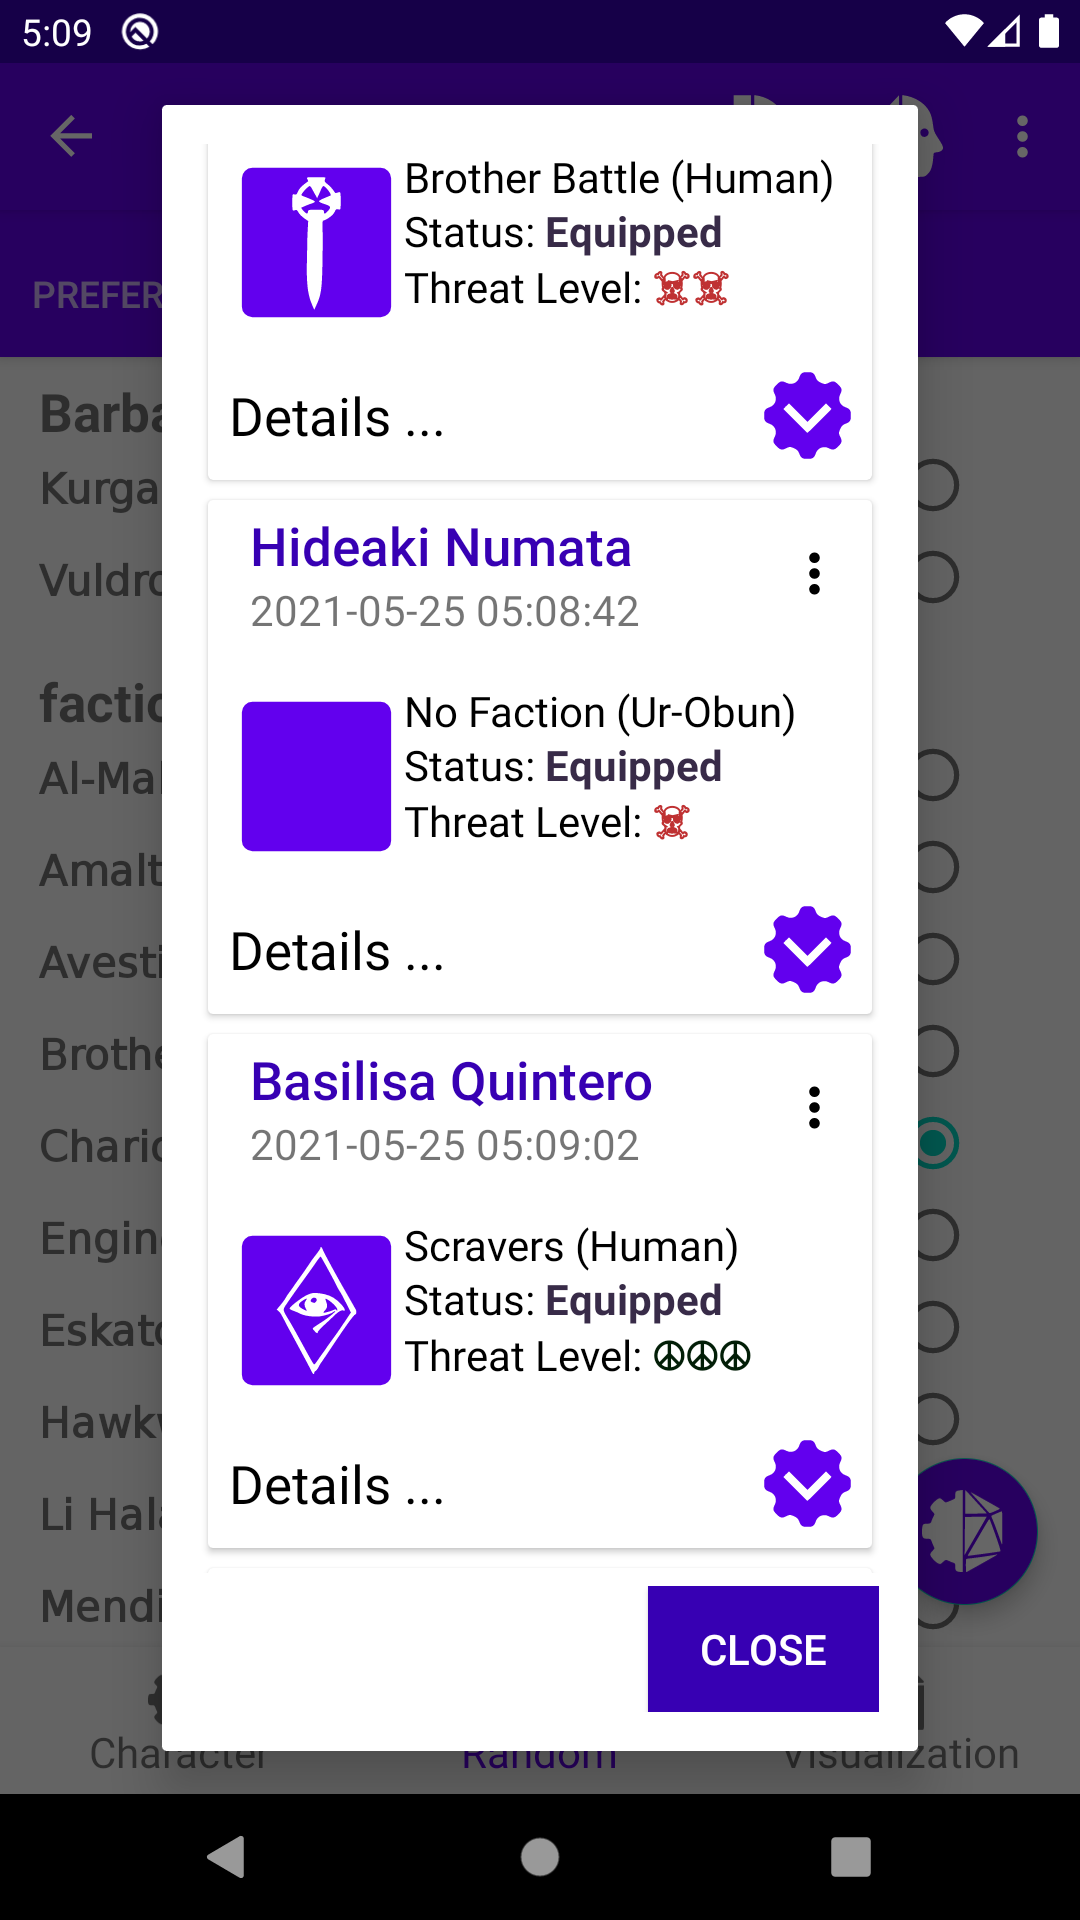 5:09
Brother Battle (Human)
Status: Equipped
Threat Level:
PREFER
Details ...
Barba
Kurga
Vuldro
Hideaki Numata
2021-05-25 05:08:42
factio
No Faction (Ur-Obun)
Status: Equipped
Threat Level:
Al-Mal
Amalt
Avesti
Details ...
Brothe
Basilisa Quintero
2021-05-25 05:09:02
Chario
Scravers (Human)
Status: Equipped
Threat Level: ☮☮☮
Engin
Eskato
Hawkw
Details ...
Li Hala
Mendi
CLOSE
Character
Random
Visualization